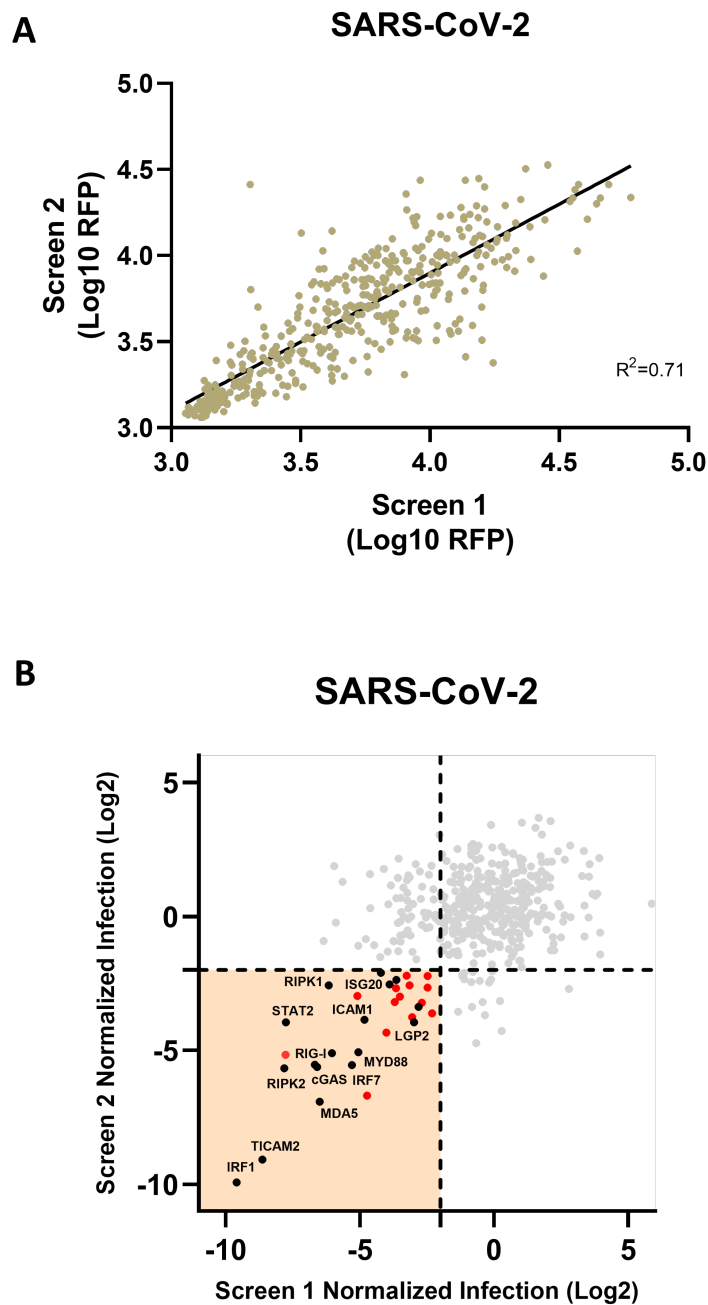 A
SARS-CoV-2
Screen 2
(Log10 RFP)
5.0
4.5
4.0
3.5
3.0
R2=0.71
3.0 3.5 4.0 4.5 5.0
Screen 1
(Log10 RFP)
B
SARS-CoV-2
Screen 2 Normalized Infection (Log2)
5
0
-5
-10
RIPK1
ISG20
STAT2
ICAM1
LGP2
RIG-I
MYD88
RIPK2
cGAS
IRF7
MDA5
TICAM2
IRF1
-10 -5 0 5
Screen 1 Normalized Infection (Log2)